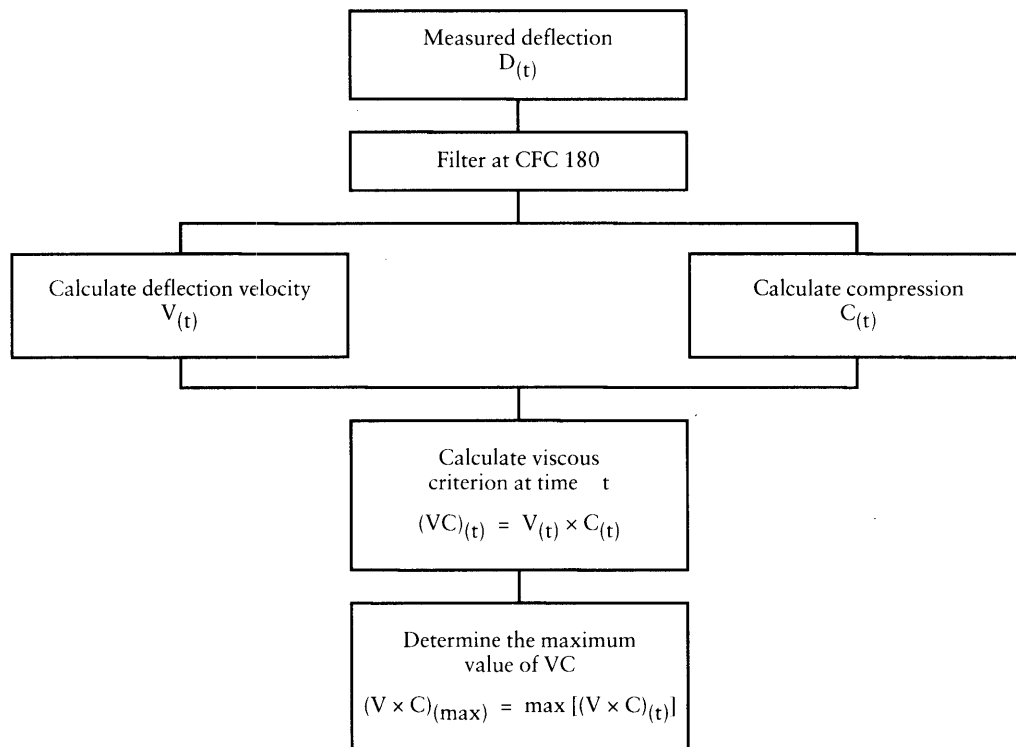 Measured deflection
D(t)
Filter at CFC 180
Calculate deflection velocity
V(t)
Calculate compression
C(t)
Calculate viscous
criterion at time t
(VC)(t) = V(t) × C(t)
Determine the maximum
value of VC
(V × C)(max) = max [(V × C)(t)]